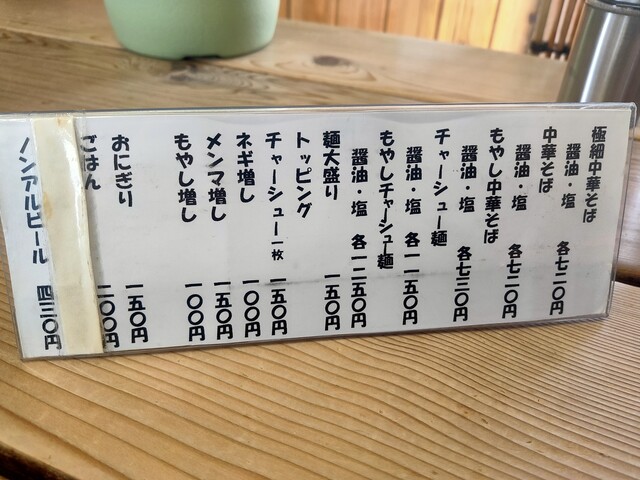 極細中華そば
醤油・塩 各七二〇円
中華そば
醤油・塩 各七二〇円
もやし中華そば
醤油・塩 各七三〇円
チャーシュー麺
醤油・塩 各一一五〇円
もやしチャーシュー麺
醤油・塩 各一二五〇円
麺大盛り 一五〇円
トッピング
チャーシュー一枚 一五〇円
ネギ増し 一〇〇円
メンマ増し 一五〇円
もやし増し 一〇〇円
おにぎり 一五〇円
ごはん 二〇〇円
ノンアルビール 四三〇円